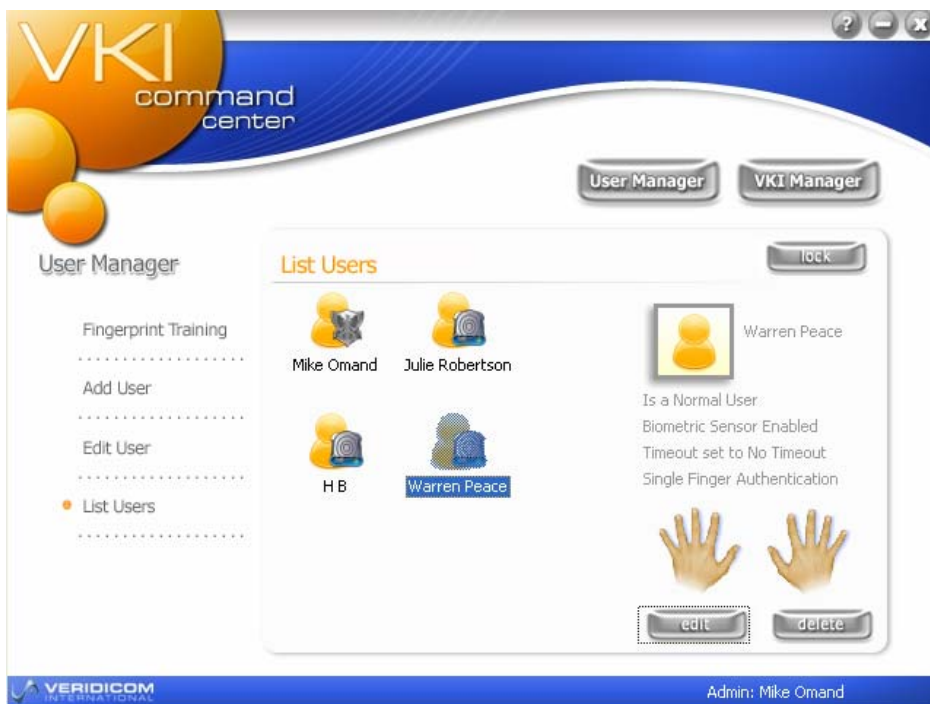 ?
VKI
command
center
User Manager
VKI Manager
User Manager
List Users
lock
Fingerprint Training
Add User
Edit User
List Users
Mike Omand
Julie Robertson
H B
Warren Peace
Warren Peace
Is a Normal User
Biometric Sensor Enabled
Timeout set to No Timeout
Single Finger Authentication
edit
delete
VERIDICOM
INTERNATIONAL
Admin: Mike Omand